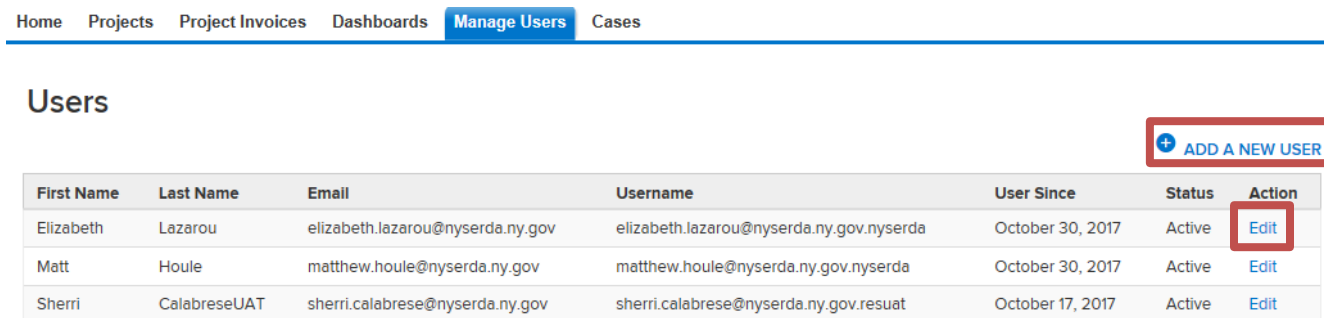 Home Projects Project Invoices Dashboards Manage Users Cases
Users
ADD A NEW USER
First Name Last Name Email Username User Since Status Action
Elizabeth Lazarou elizabeth.lazarou@nyserda.ny.gov elizabeth.lazarou@nyserda.ny.gov.nyserda October 30, 2017 Active Edit
Matt Houle matthew.houle@nyserda.ny.gov matthew.houle@nyserda.ny.gov.nyserda October 30, 2017 Active Edit
Sherri CalabreseUAT sherri.calabrese@nyserda.ny.gov sherri.calabrese@nyserda.ny.gov.resuat October 17, 2017 Active Edit